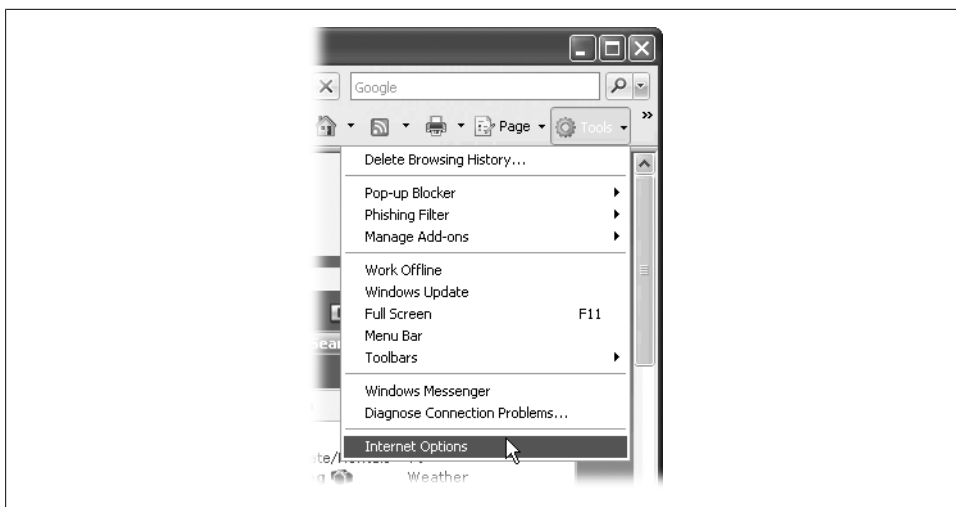 Google
Page Tools »
Delete Browsing History...
Pop-up Blocker
Phishing Filter
Manage Add-ons
Work Offline
Windows Update
Full Screen F11
Menu Bar
Toolbars
Windows Messenger
Diagnose Connection Problems...
Internet Options
Weather